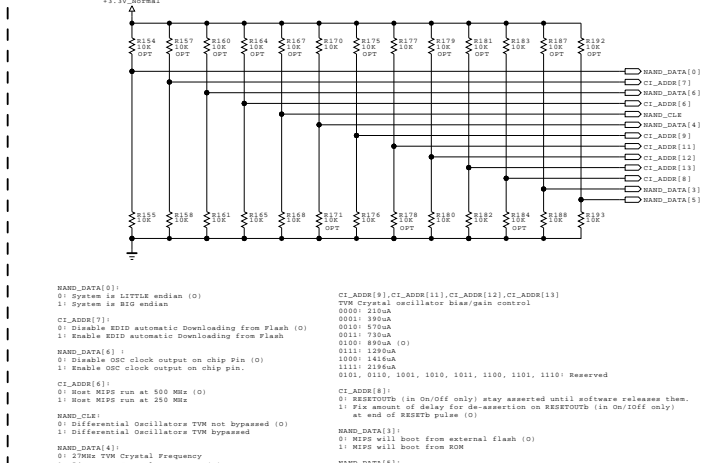 +3.3V_Normal
R154 10K OPT
R157 10K OPT
R160 10K OPT
R164 10K OPT
R167 10K OPT
R170 10K
R175 10K OPT
R177 10K
R179 10K OPT
R181 10K OPT
R183 10K
R187 10K OPT
R192 10K OPT
NAND_DATA[0]
CI_ADDR[7]
NAND_DATA[6]
CI_ADDR[6]
NAND_CLE
NAND_DATA[4]
CI_ADDR[9]
CI_ADDR[11]
CI_ADDR[12]
CI_ADDR[13]
CI_ADDR[8]
NAND_DATA[3]
NAND_DATA[5]
R155 10K
R158 10K
R161 10K
R165 10K
R168 10K
R171 10K OPT
R176 10K
R178 10K OPT
R180 10K
R182 10K
R184 10K OPT
R188 10K
R193 10K
NAND_DATA[0]:
0: System is LITTLE endian (O)
1: System is BIG endian
CI_ADDR[7]:
0: Disable EDID automatic Downloading from Flash (O)
1: Enable EDID automatic Downloading from Flash
NAND_DATA[6] :
0: Disable OSC clock output on chip Pin (O)
1: Enable OSC clock output on chip pin.
CI_ADDR[6]:
0: Host MIPS run at 500 MHz (O)
1: Host MIPS run at 250 MHz
NAND_CLE:
0: Differential Oscillators TVM not bypassed (O)
1: Differential Oscillators TVM bypassed
NAND_DATA[4]:
0: 27MHz TVM Crystal Frequency
CI_ADDR[9],CI_ADDR[11],CI_ADDR[12],CI_ADDR[13]
TVM Crystal oscillator bias/gain control
0000: 210uA
0001: 390uA
0010: 570uA
0011: 730uA
0100: 890uA (O)
0111: 1290uA
1000: 1416uA
1111: 2196uA
0101, 0110, 1001, 1010, 1011, 1100, 1101, 1110: Reserved
CI_ADDR[8]:
0: RESETOUTb (in On/Off only) stay asserted until software releases them.
1: Fix amount of delay for de-assertion on RESETOUTb (in On/IOff only)
at end of RESETb pulse (O)
NAND_DATA[3]:
0: MIPS will boot from external flash (O)
1: MIPS will boot from ROM
NAND_DATA[5]: